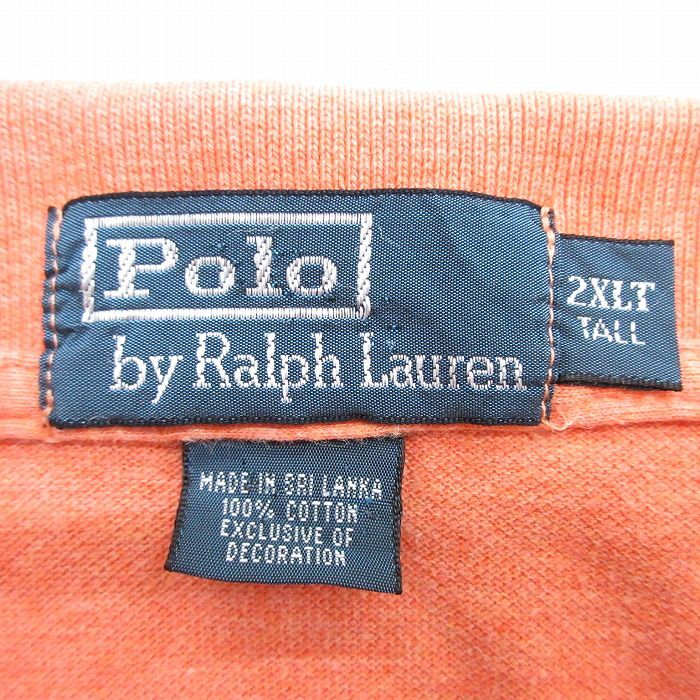 Polo
by Ralph Lauren
2XLT
TALL
MADE IN SRI LANKA
100% COTTON
EXCLUSIVE OF
DECORATION